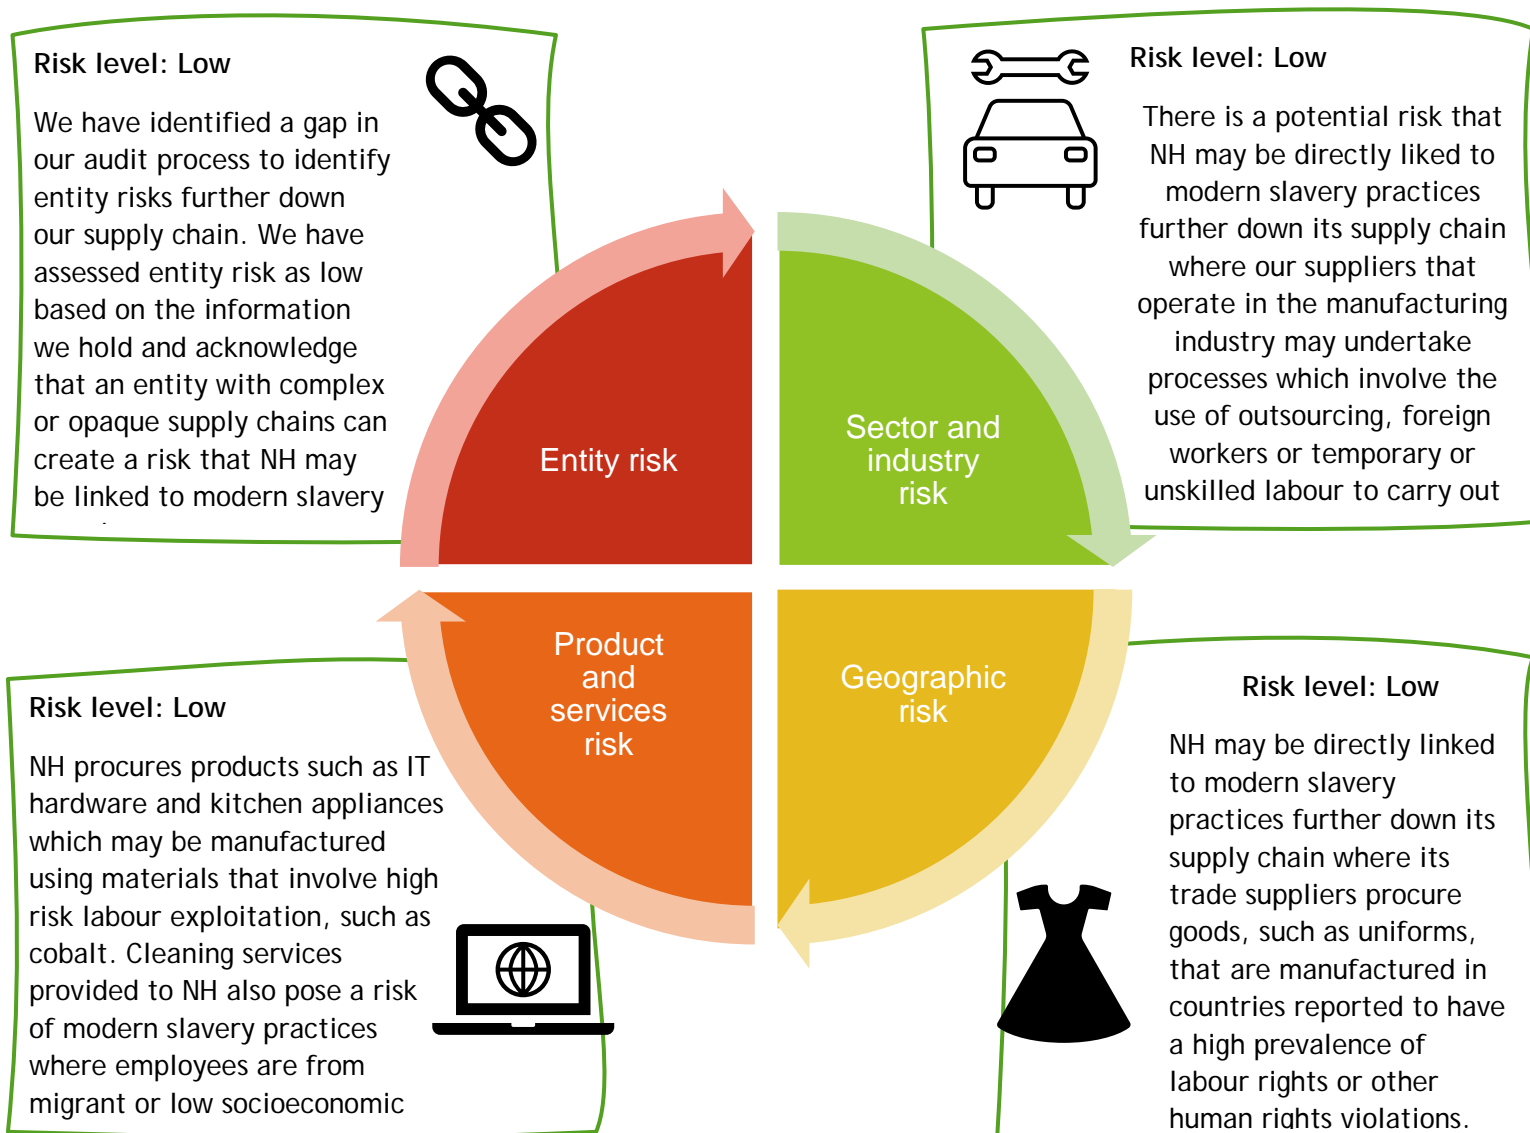 Risk level: Low
We have identified a gap in
our audit process to identify
entity risks further down
our supply chain. We have
assessed entity risk as low
based on the information
we hold and acknowledge
that an entity with complex
or opaque supply chains can
create a risk that NH may
be linked to modern slavery
Risk level: Low
There is a potential risk that
NH may be directly liked to
modern slavery practices
further down its supply chain
where our suppliers that
operate in the manufacturing
industry may undertake
processes which involve the
use of outsourcing, foreign
workers or temporary or
unskilled labour to carry out
Entity risk
Sector and
industry
risk
Product
and
services
risk
Geographic
risk
Risk level: Low
NH procures products such as IT
hardware and kitchen appliances
which may be manufactured
using materials that involve high
risk labour exploitation, such as
cobalt. Cleaning services
provided to NH also pose a risk
of modern slavery practices
where employees are from
migrant or low socioeconomic
Risk level: Low
NH may be directly linked
to modern slavery
practices further down its
supply chain where its
trade suppliers procure
goods, such as uniforms,
that are manufactured in
countries reported to have
a high prevalence of
labour rights or other
human rights violations.